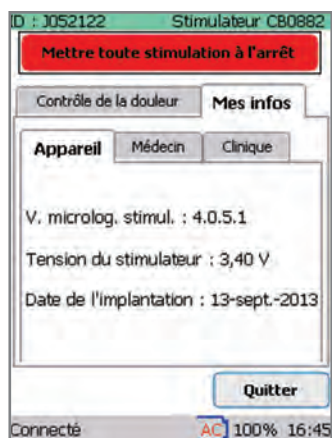 ID : J052122 Stimulateur CB0882
Mettre toute stimulation à l'arrêt
Contrôle de la douleur Mes infos
Appareil Médecin Clinique
V. microlog. stimul. : 4.0.5.1
Tension du stimulateur : 3,40 V
Date de l'implantation : 13-sept.-2013
Quitter
Connecté AC 100% 16:45